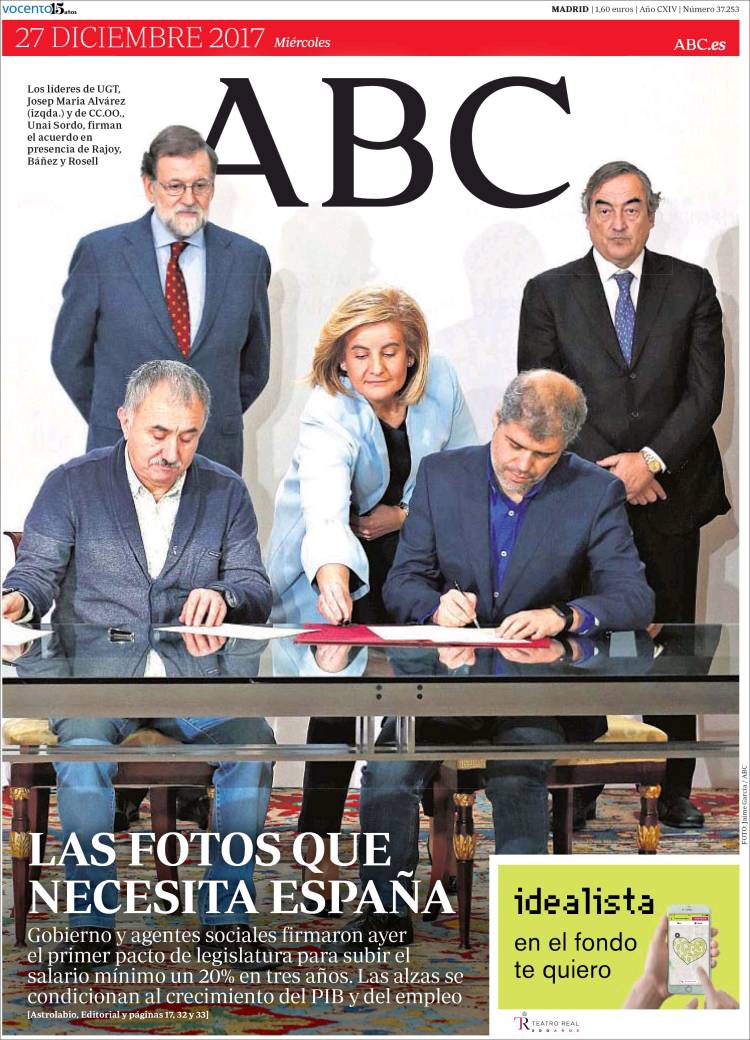 vocento 15 años
MADRID | 1,60 euros | Año CXIV | Número 37.253
27 DICIEMBRE 2017 Miércoles
ABC.es
ABC
Los líderes de UGT,
Josep Maria Alvárez
(izqda.) y de CC.OO.,
Unai Sordo, firman
el acuerdo en
presencia de Rajoy,
Báñez y Rosell
FOTO: Jaime García / ABC
LAS FOTOS QUE
NECESITA ESPAÑA
Gobierno y agentes sociales firmaron ayer
el primer pacto de legislatura para subir el
salario mínimo un 20% en tres años. Las alzas se
condicionan al crecimiento del PIB y del empleo
[Astrolabio, Editorial y páginas 17, 32 y 33]
idealista
en el fondo
te quiero
TR TEATRO REAL
200 AÑOS